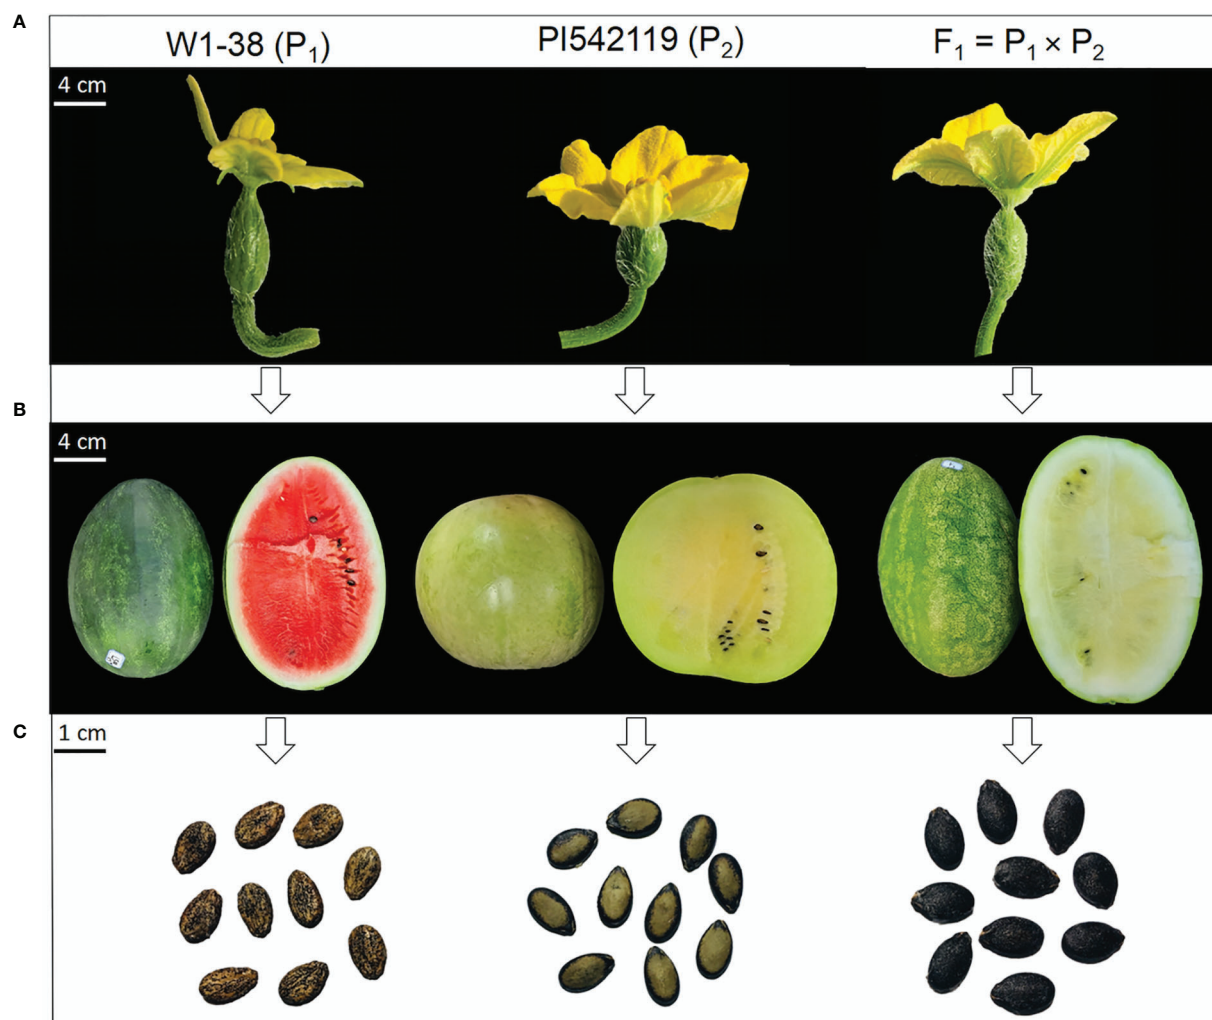 A
W1-38 (P₁)
PI542119 (P₂)
F₁ = P₁ × P₂
4 cm
B
4 cm
C
1 cm